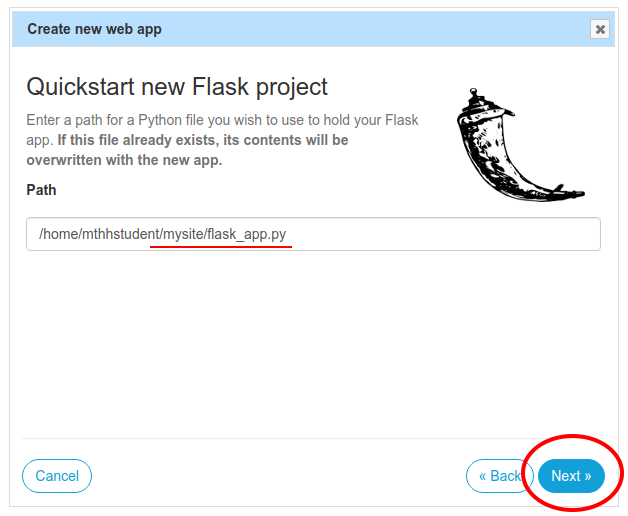 Create new web app
Quickstart new Flask project
Enter a path for a Python file you wish to use to hold your Flask
app. If this file already exists, its contents will be
overwritten with the new app.
Path
/home/mthhstudent/mysite/flask_app.py
Cancel
« Back
Next »